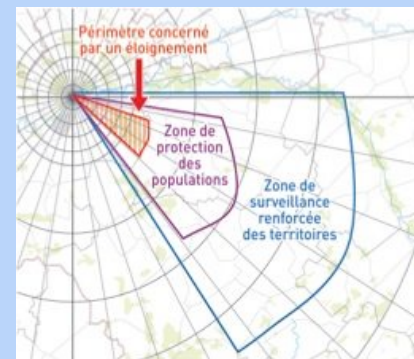 Périmètre concerné
par un éloignement
Zone de
protection
des
populations
Zone de
surveillance
renforcée
des territoires